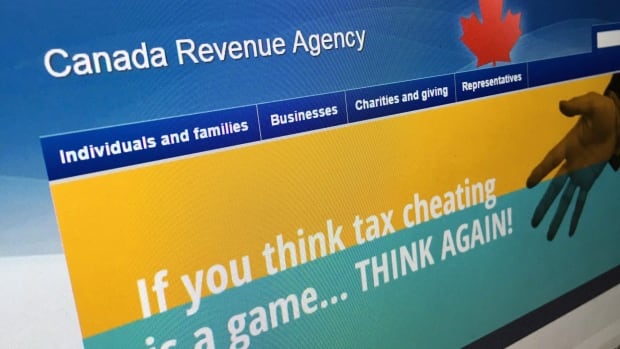 Canada Revenue Agency
Individuals and families
Businesses
Charities and giving
Representatives
If you think tax cheating
is a game... THINK AGAIN!